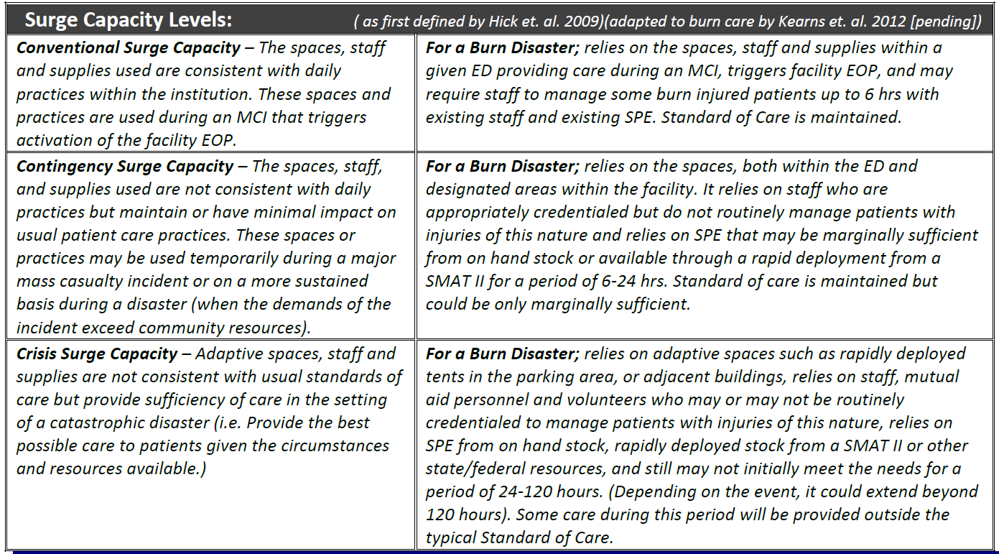 Surge Capacity Levels: ( as first defined by Hick et. al. 2009)(adapted to burn care by Kearns et. al. 2012 [pending])
Conventional Surge Capacity – The spaces, staff
and supplies used are consistent with daily
practices within the institution. These spaces and
practices are used during an MCI that triggers
activation of the facility EOP.
For a Burn Disaster; relies on the spaces, staff and supplies within a
given ED providing care during an MCI, triggers facility EOP, and may
require staff to manage some burn injured patients up to 6 hrs with
existing staff and existing SPE. Standard of Care is maintained.
Contingency Surge Capacity – The spaces, staff,
and supplies used are not consistent with daily
practices but maintain or have minimal impact on
usual patient care practices. These spaces or
practices may be used temporarily during a major
mass casualty incident or on a more sustained
basis during a disaster (when the demands of the
incident exceed community resources).
For a Burn Disaster; relies on the spaces, both within the ED and
designated areas within the facility. It relies on staff who are
appropriately credentialed but do not routinely manage patients with
injuries of this nature and relies on SPE that may be marginally sufficient
from on hand stock or available through a rapid deployment from a
SMAT II for a period of 6-24 hrs. Standard of care is maintained but
could be only marginally sufficient.
Crisis Surge Capacity – Adaptive spaces, staff and
supplies are not consistent with usual standards of
care but provide sufficiency of care in the setting
of a catastrophic disaster (i.e. Provide the best
possible care to patients given the circumstances
and resources available.)
For a Burn Disaster; relies on adaptive spaces such as rapidly deployed
tents in the parking area, or adjacent buildings, relies on staff, mutual
aid personnel and volunteers who may or may not be routinely
credentialed to manage patients with injuries of this nature, relies on
SPE from on hand stock, rapidly deployed stock from a SMAT II or other
state/federal resources, and still may not initially meet the needs for a
period of 24-120 hours. (Depending on the event, it could extend beyond
120 hours). Some care during this period will be provided outside the
typical Standard of Care.